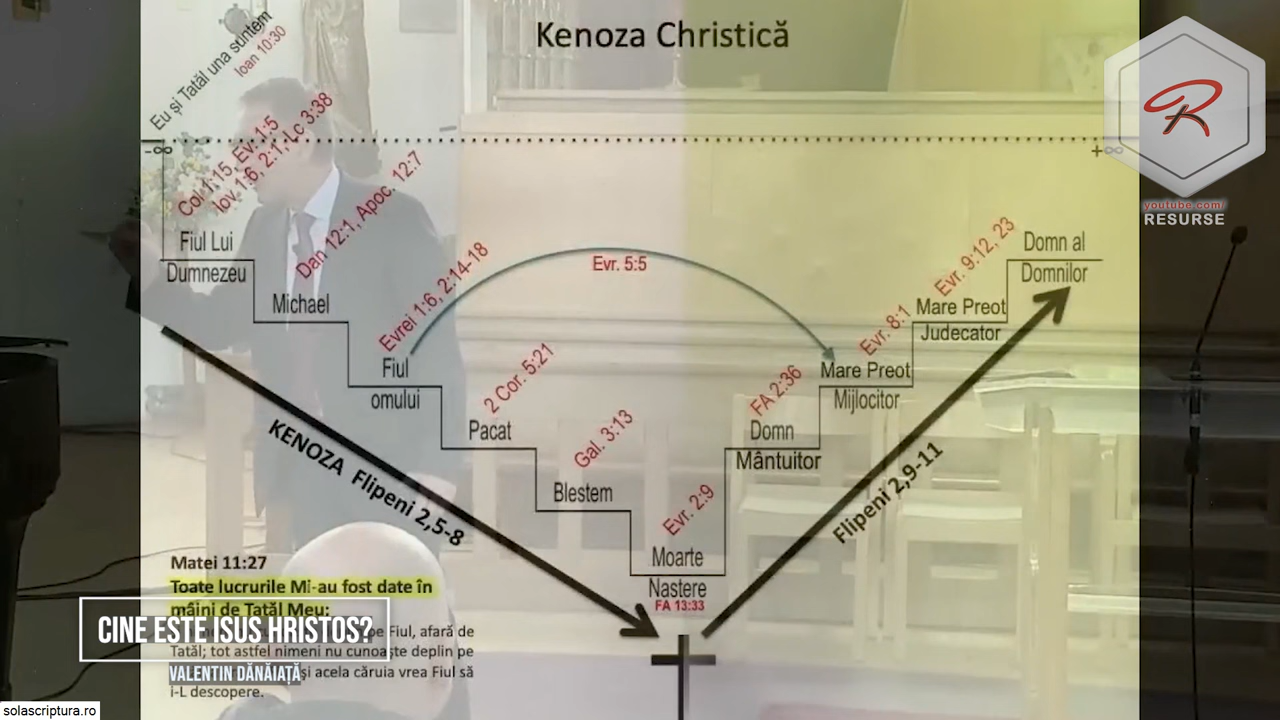 Kenoza Christică
Eu și Tatăl una suntem
Ioan 10:30
-∞
+∞
Col 1:15, Ev. 1:5
Iov 1:6, 2:1, Lc 3:38
Fiul Lui
Dumnezeu
Dan 12:1, Apoc. 12:7
Michael
Evrei 1:6, 2:14-18
Fiul
omului
Evr. 5:5
2 Cor. 5:21
Pacat
Gal. 3:13
Blestem
Evr. 2:9
Moarte
Nastere
FA 13:33
FA 2:36
Domn
Mântuitor
Evr. 8:1
Mare Preot
Mijlocitor
Evr. 9:12, 23
Mare Preot
Judecator
Domn al
Domnilor
KENOZA Flipeni 2,5-8
Flipeni 2,9-11
Matei 11:27
Toate lucrurile Mi-au fost date în
mâini de Tatăl Meu;
pe Fiul, afară de
Tatăl; tot astfel nimeni nu cunoaște deplin pe
și acela căruia vrea Fiul să
i-L descopere.
CINE ESTE ISUS HRISTOS?
VALENTIN DĂNĂIAȚĂ
solascriptura.ro
R
youtube.com/
RESURSE